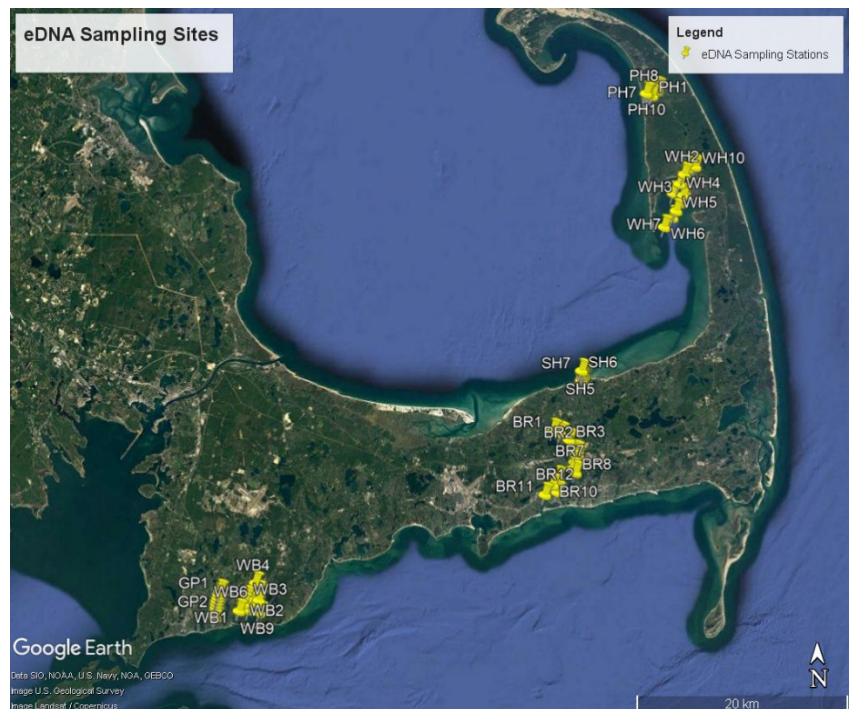 eDNA Sampling Sites
Legend
eDNA Sampling Stations
PH8
PH7 PH1
PH10
WH2 WH10
WH3 WH4
WH5
WH7 WH6
SH7 SH6
SH5
BR1
BR2 BR3
BR7
BR8
BR12
BR11 BR10
WB4
GP1 WB6 WB3
GP2 WB2
WB1
WB9
Google Earth
Data SIO, NOAA, U.S. Navy, NGA, GEBCO
Image U.S. Geological Survey
Image Landsat / Copernicus
N
20 km